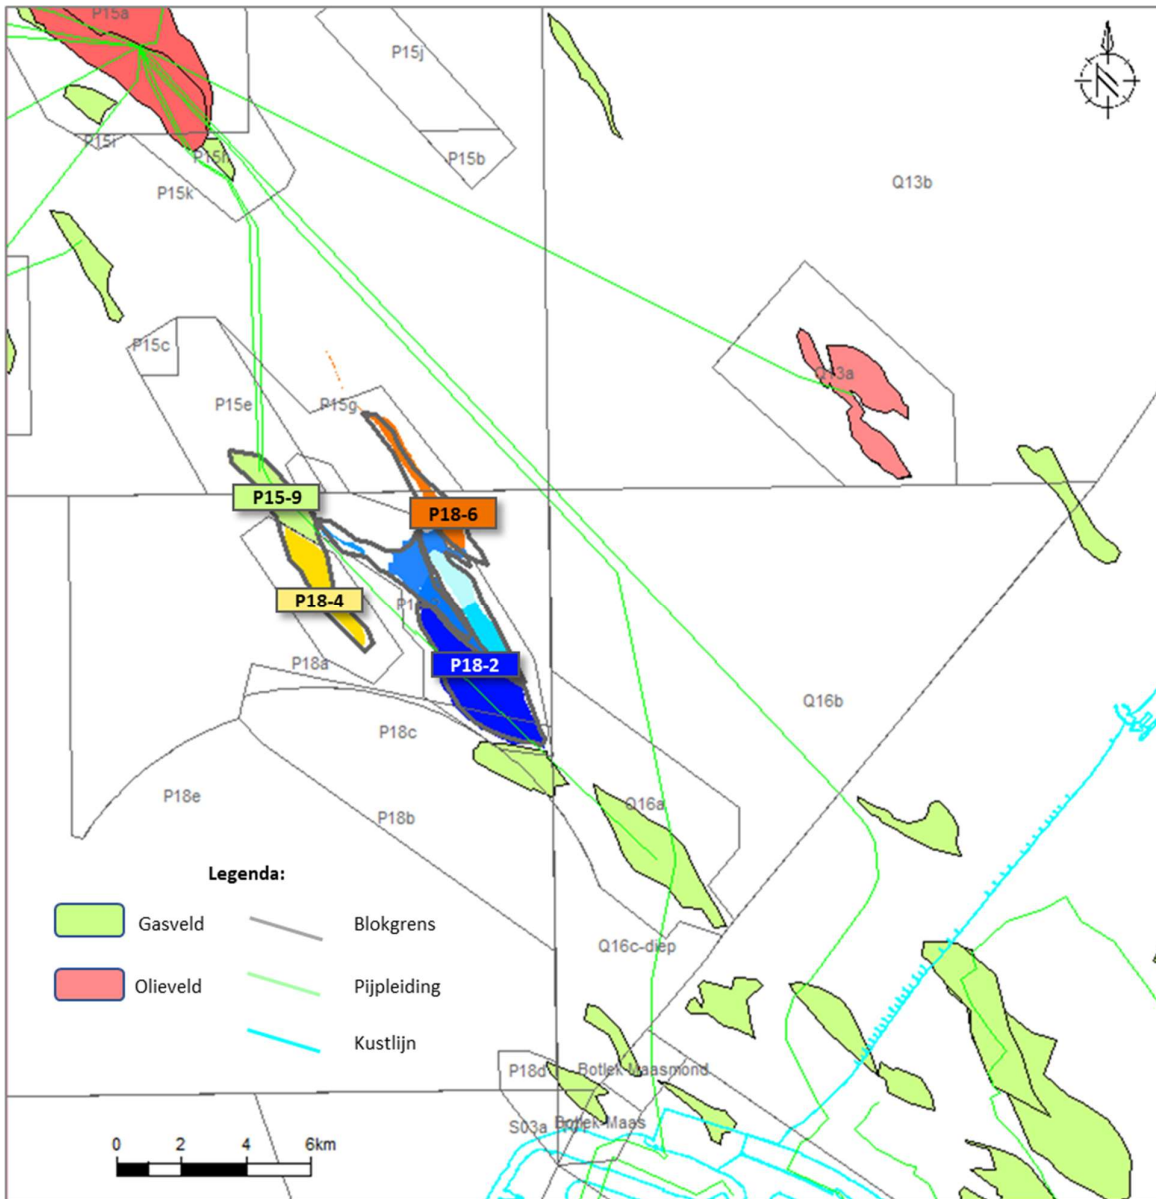 P15a
P15j
P15i
P15h
P15b
P15k
Q13b
P15c
P15e
P15g
Q13a
P15-9
P18-6
P18-4
P18-2
P18a
Q16b
P18c
P18e
P18b
Q16a
Legenda:
Gasveld
Blokgrens
Olieveld
Pijpleiding
Kustlijn
Q16c-diep
P18d
Botlek-Maasmond
S03a
Botlek-Maas
0 2 4 6km